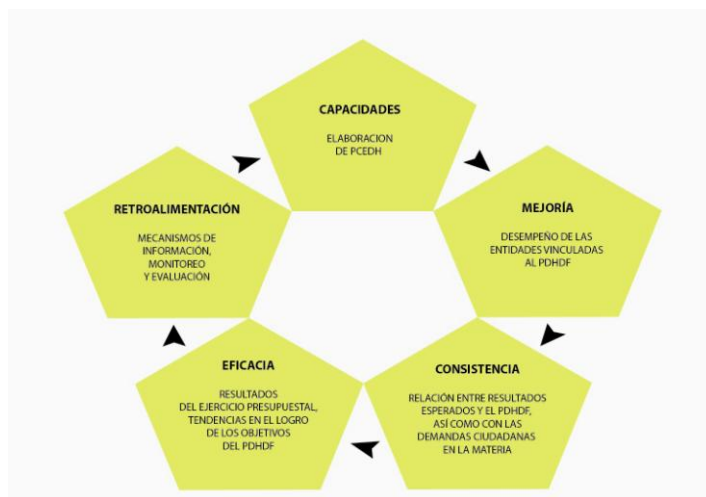 CAPACIDADES
ELABORACION
DE PCEDH
MEJORÍA
DESEMPEÑO DE LAS
ENTIDADES VINCULADAS
AL PDHDF
CONSISTENCIA
RELACIÓN ENTRE RESULTADOS
ESPERADOS Y EL PDHDF,
ASÍ COMO CON LAS
DEMANDAS CIUDADANAS
EN LA MATERIA
EFICACIA
RESULTADOS
DEL EJERCICIO PRESUPUESTAL,
TENDENCIAS EN EL LOGRO
DE LOS OBJETIVOS
DEL PDHDF
RETROALIMENTACIÓN
MECANISMOS DE
INFORMACIÓN,
MONITOREO
Y EVALUACIÓN